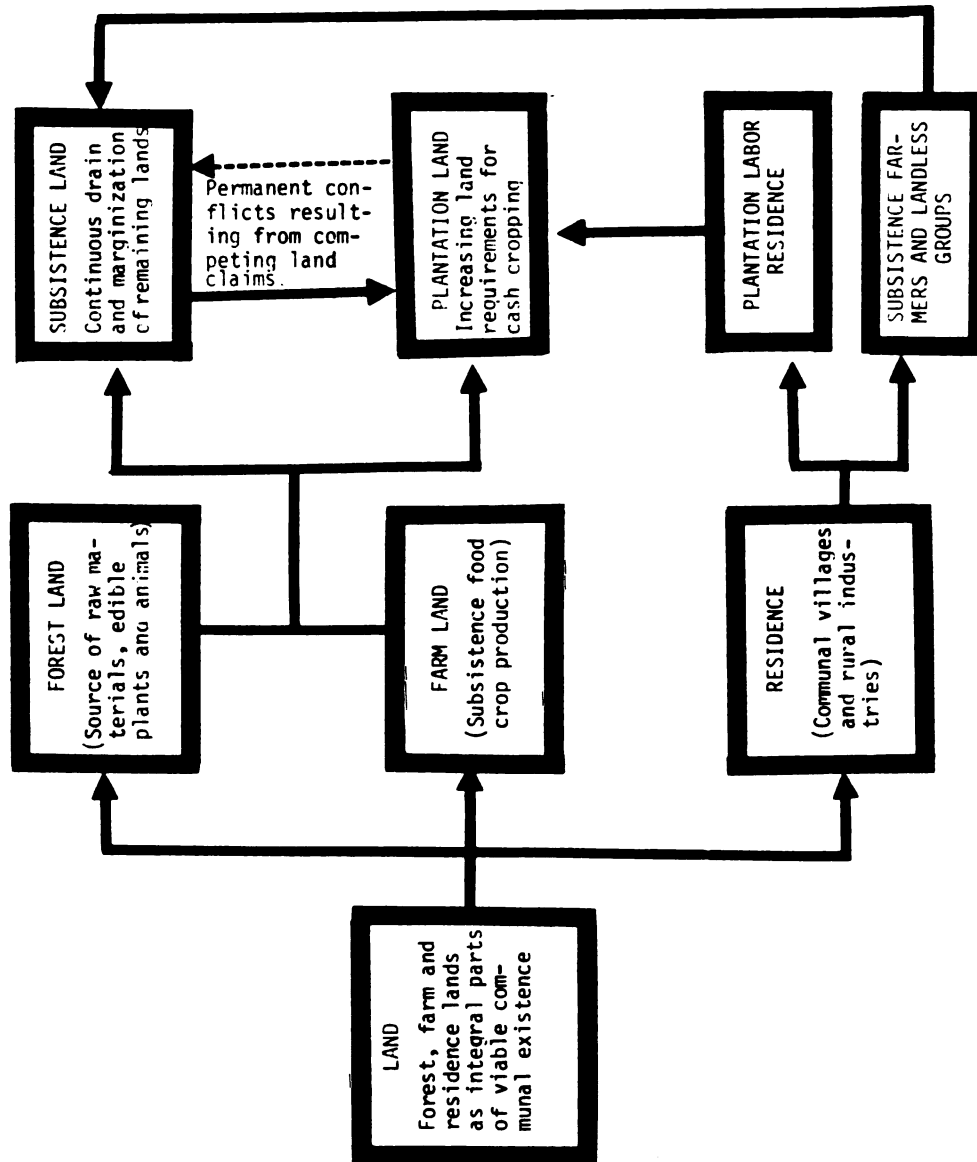 LAND
Forest, farm and
residence lands
as integral parts
of viable com-
munal existence
FOREST LAND
(Source of raw ma-
terials, edible
plants and animals)
FARM LAND
(Subsistence food
crop production)
RESIDENCE
(Communal villages
and rural indus-
tries)
SUBSISTENCE LAND
Continuous drain
and marginization
of remaining lands
Permanent con-
flicts result-
ing from com-
peting land
claims.
PLANTATION LAND
Increasing land
requirements for
cash cropping
PLANTATION LABOR
RESIDENCE
SUBSISTENCE FAR-
MERS AND LANDLESS
GROUPS